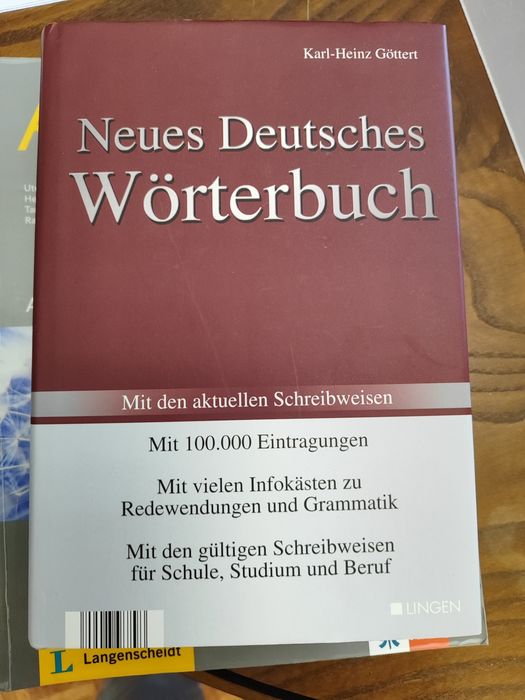 Karl-Heinz Göttert
Neues Deutsches
Wörterbuch
Mit den aktuellen Schreibweisen
Mit 100.000 Eintragungen
Mit vielen Infokästen zu
Redewendungen und Grammatik
Mit den gültigen Schreibweisen
für Schule, Studium und Beruf
LINGEN
L Langenscheidt